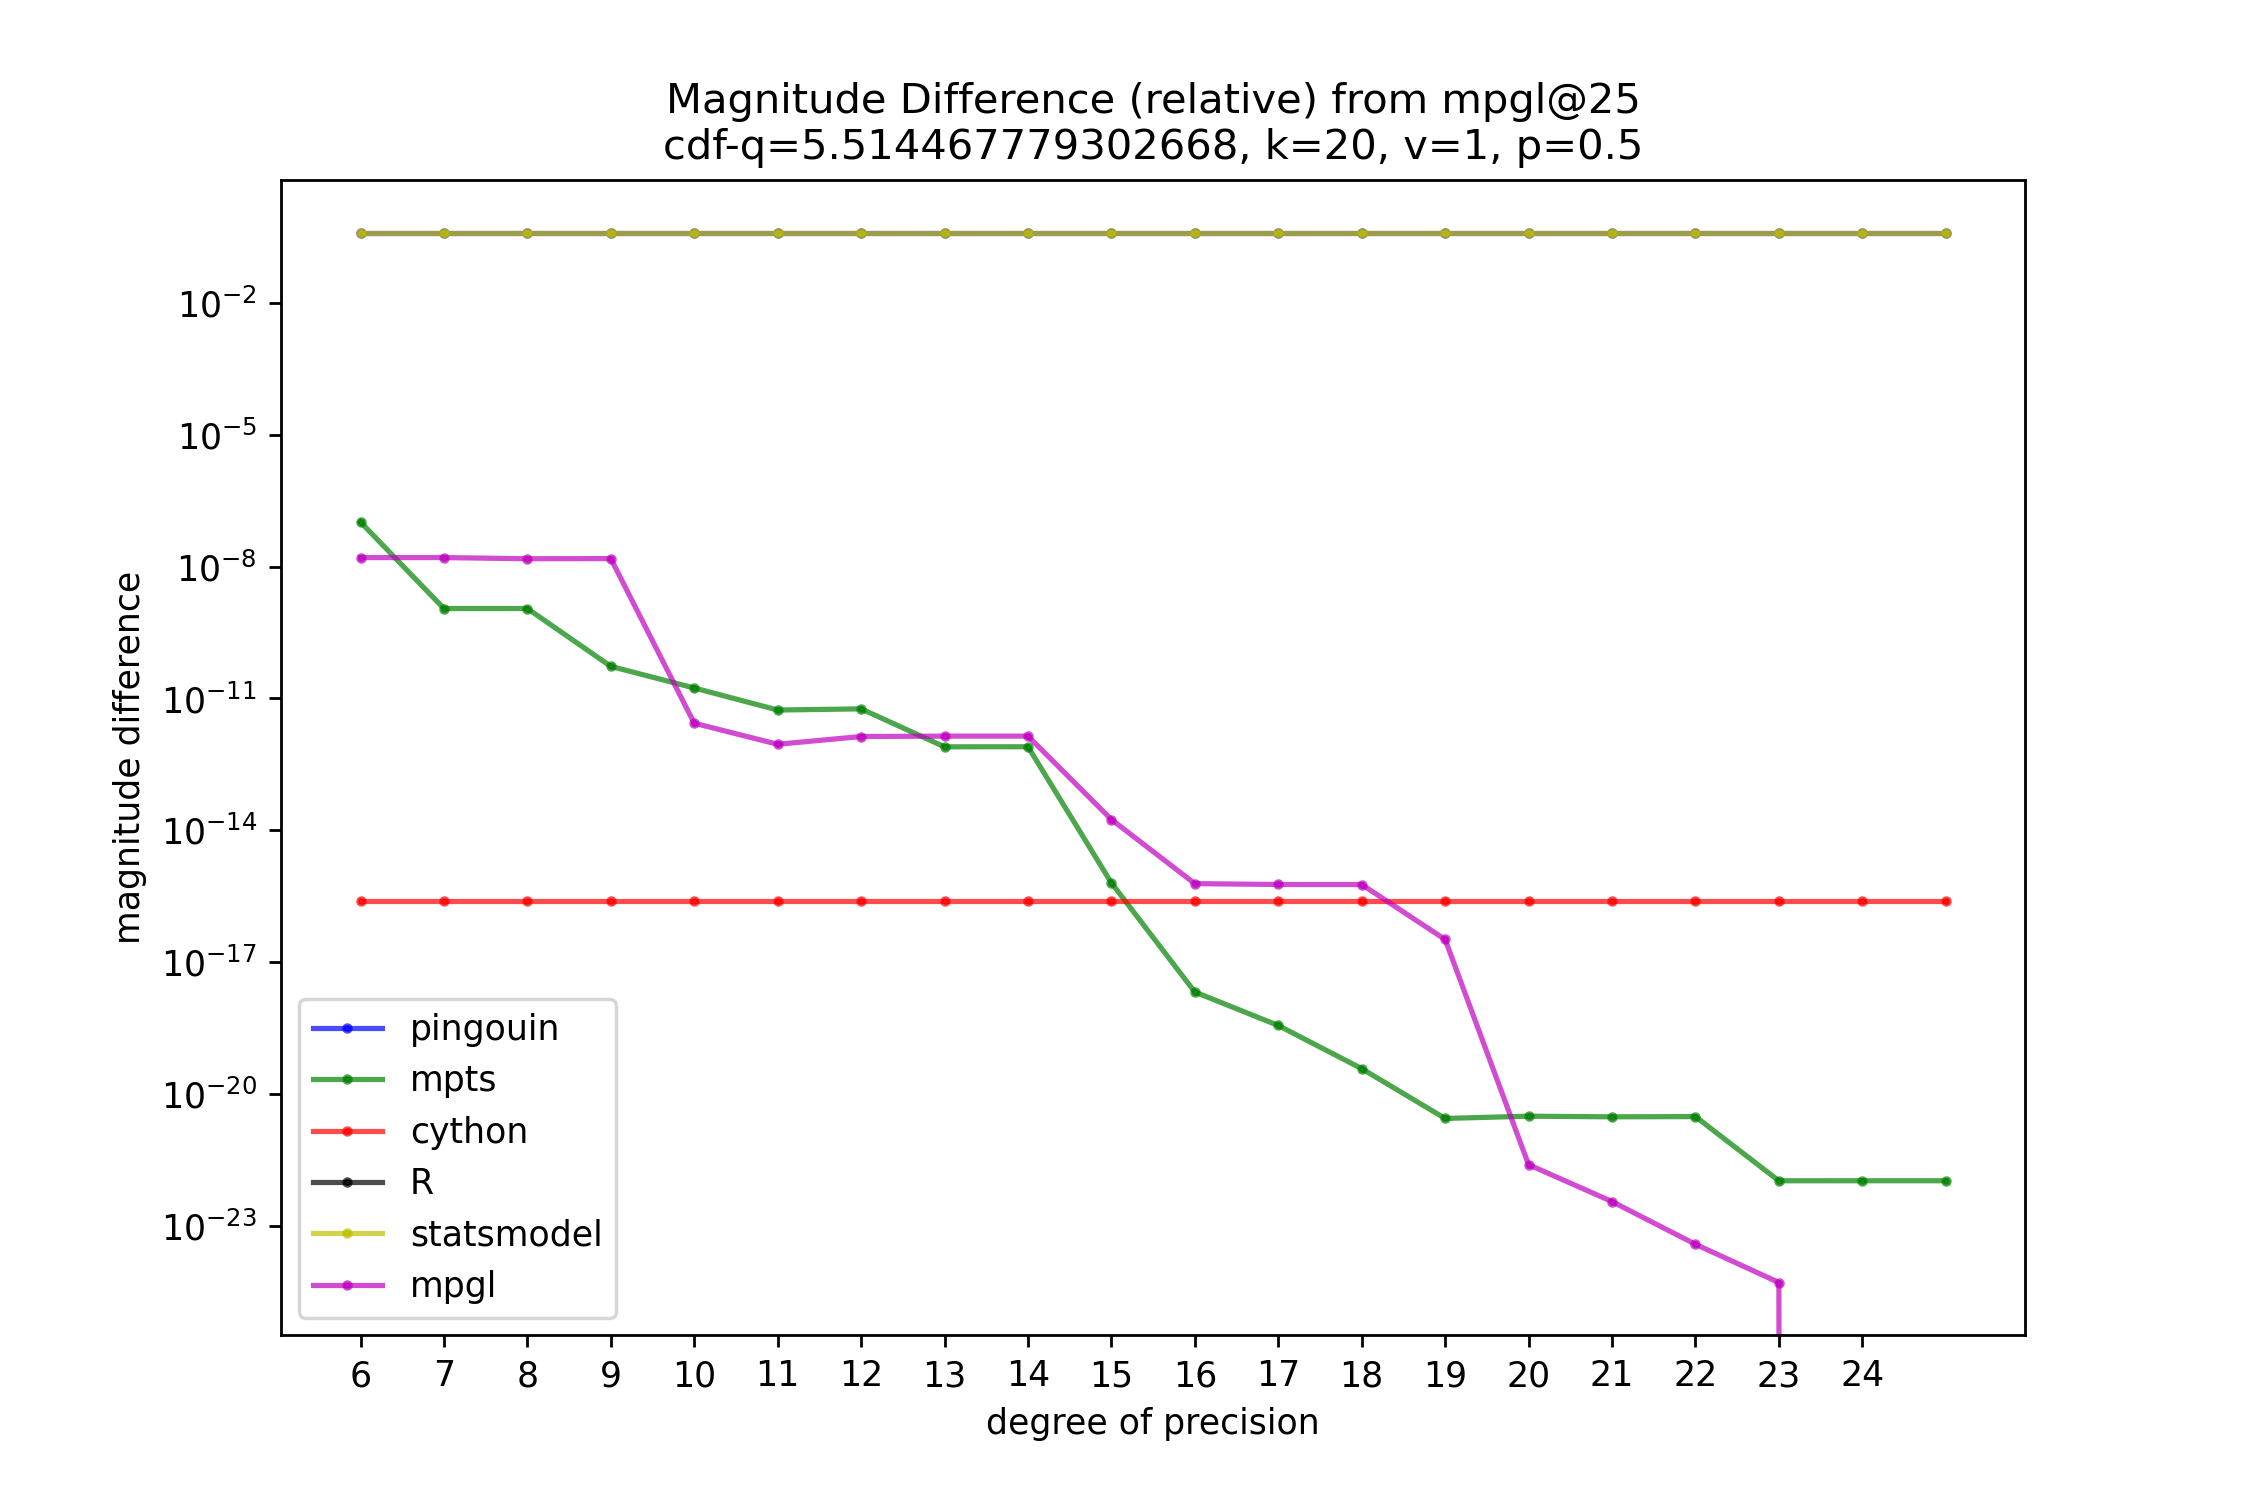 Magnitude Difference (relative) from mpgl@25
cdf-q=5.514467779302668, k=20, v=1, p=0.5
magnitude difference
10⁻²
10⁻⁵
10⁻⁸
10⁻¹¹
10⁻¹⁴
10⁻¹⁷
10⁻²⁰
10⁻²³
pingouin
mpts
cython
R
statsmodel
mpgl
6 7 8 9 10 11 12 13 14 15 16 17 18 19 20 21 22 23 24
degree of precision